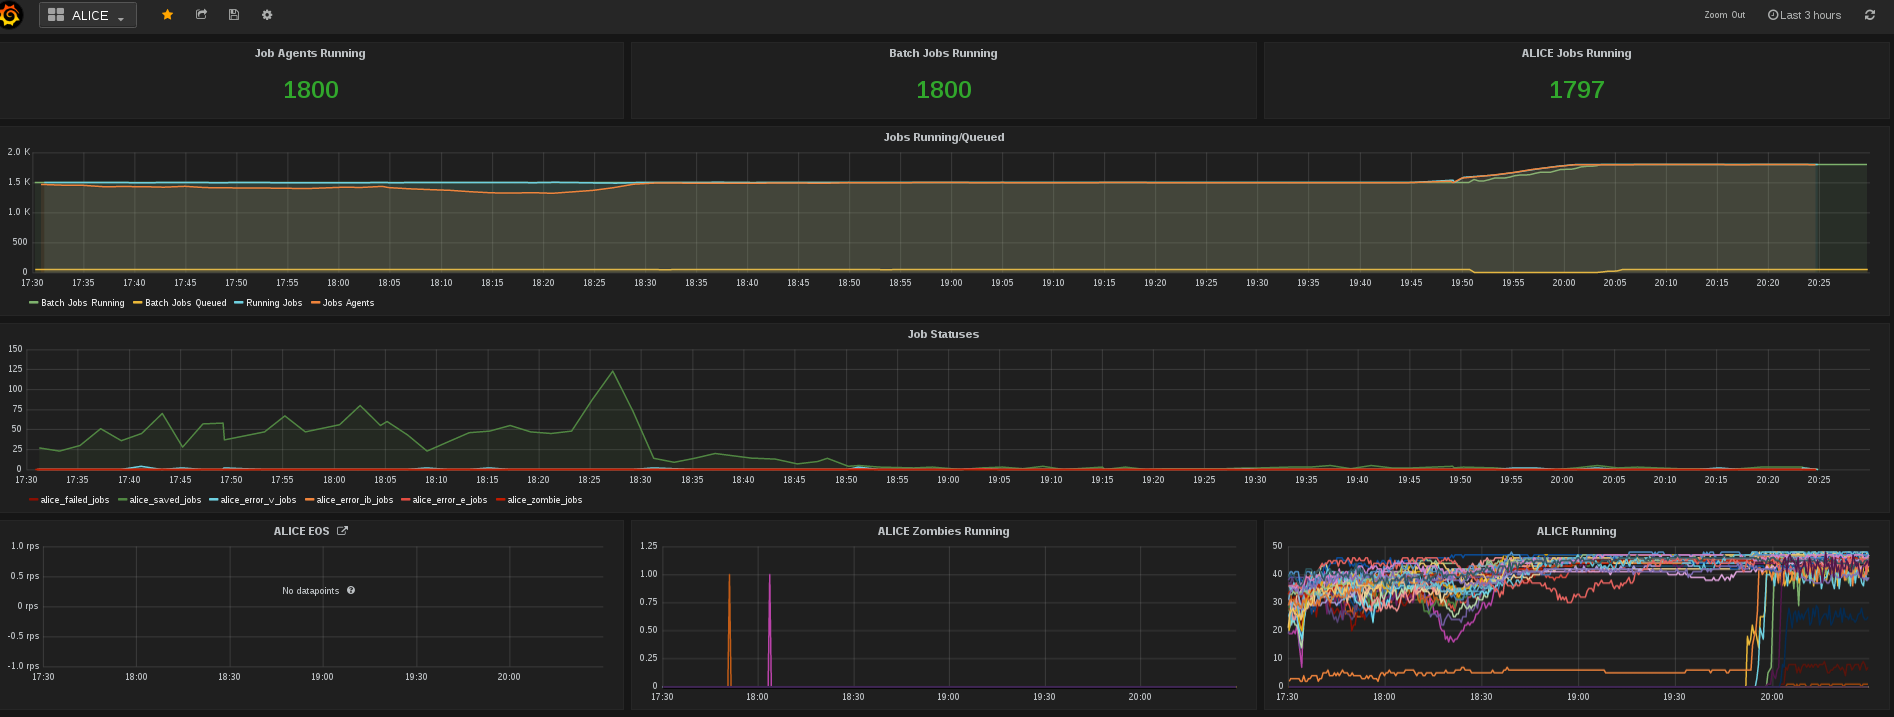 ALICE
Zoom Out Last 3 hours
Job Agents Running
1800
Batch Jobs Running
1800
ALICE Jobs Running
1797
Jobs Running/Queued
2.0 K
1.5 K
1.0 K
500
0
17:30 17:35 17:40 17:45 17:50 17:55 18:00 18:05 18:10 18:15 18:20 18:25 18:30 18:35 18:40 18:45 18:50 18:55 19:00 19:05 19:10 19:15 19:20 19:25 19:30 19:35 19:40 19:45 19:50 19:55 20:00 20:05 20:10 20:15 20:20 20:25
Batch Jobs Running Batch Jobs Queued Running Jobs Jobs Agents
Job Statuses
150
125
100
75
50
25
0
17:30 17:35 17:40 17:45 17:50 17:55 18:00 18:05 18:10 18:15 18:20 18:25 18:30 18:35 18:40 18:45 18:50 18:55 19:00 19:05 19:10 19:15 19:20 19:25 19:30 19:35 19:40 19:45 19:50 19:55 20:00 20:05 20:10 20:15 20:20 20:25
alice_failed_jobs alice_saved_jobs alice_error_v_jobs alice_error_ib_jobs alice_error_e_jobs alice_zombie_jobs
ALICE EOS
1.0 rps
0.5 rps
0 rps
-0.5 rps
-1.0 rps
No datapoints
17:30 18:00 18:30 19:00 19:30 20:00
ALICE Zombies Running
1.25
1.00
0.75
0.50
0.25
0
17:30 18:00 18:30 19:00 19:30 20:00
ALICE Running
50
40
30
20
10
0
17:30 18:00 18:30 19:00 19:30 20:00